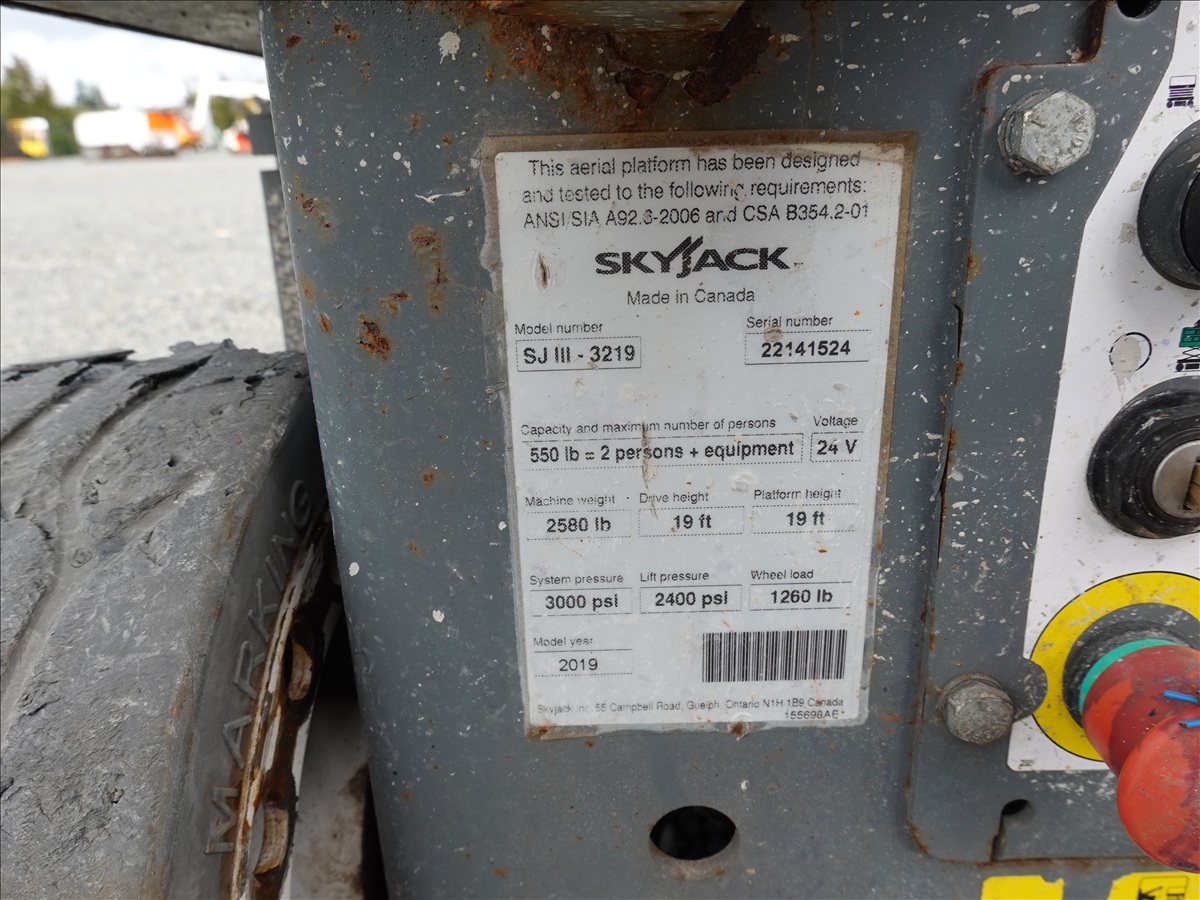 This aerial platform has been designed
and tested to the following requirements:
ANSI/SIA A92.6-2006 and CSA B354.2-01
SKYJACK
Made in Canada
Model number Serial number
SJ III - 3219 22141524
Capacity and maximum number of persons Voltage
550 lb = 2 persons + equipment 24 V
Machine weight Drive height Platform height
2580 lb 19 ft 19 ft
System pressure Lift pressure Wheel load
3000 psi 2400 psi 1260 lb
Model year
2019
Skyjack Inc. 55 Campbell Road, Guelph, Ontario N1H 1B9 Canada
155698AE
MARKING